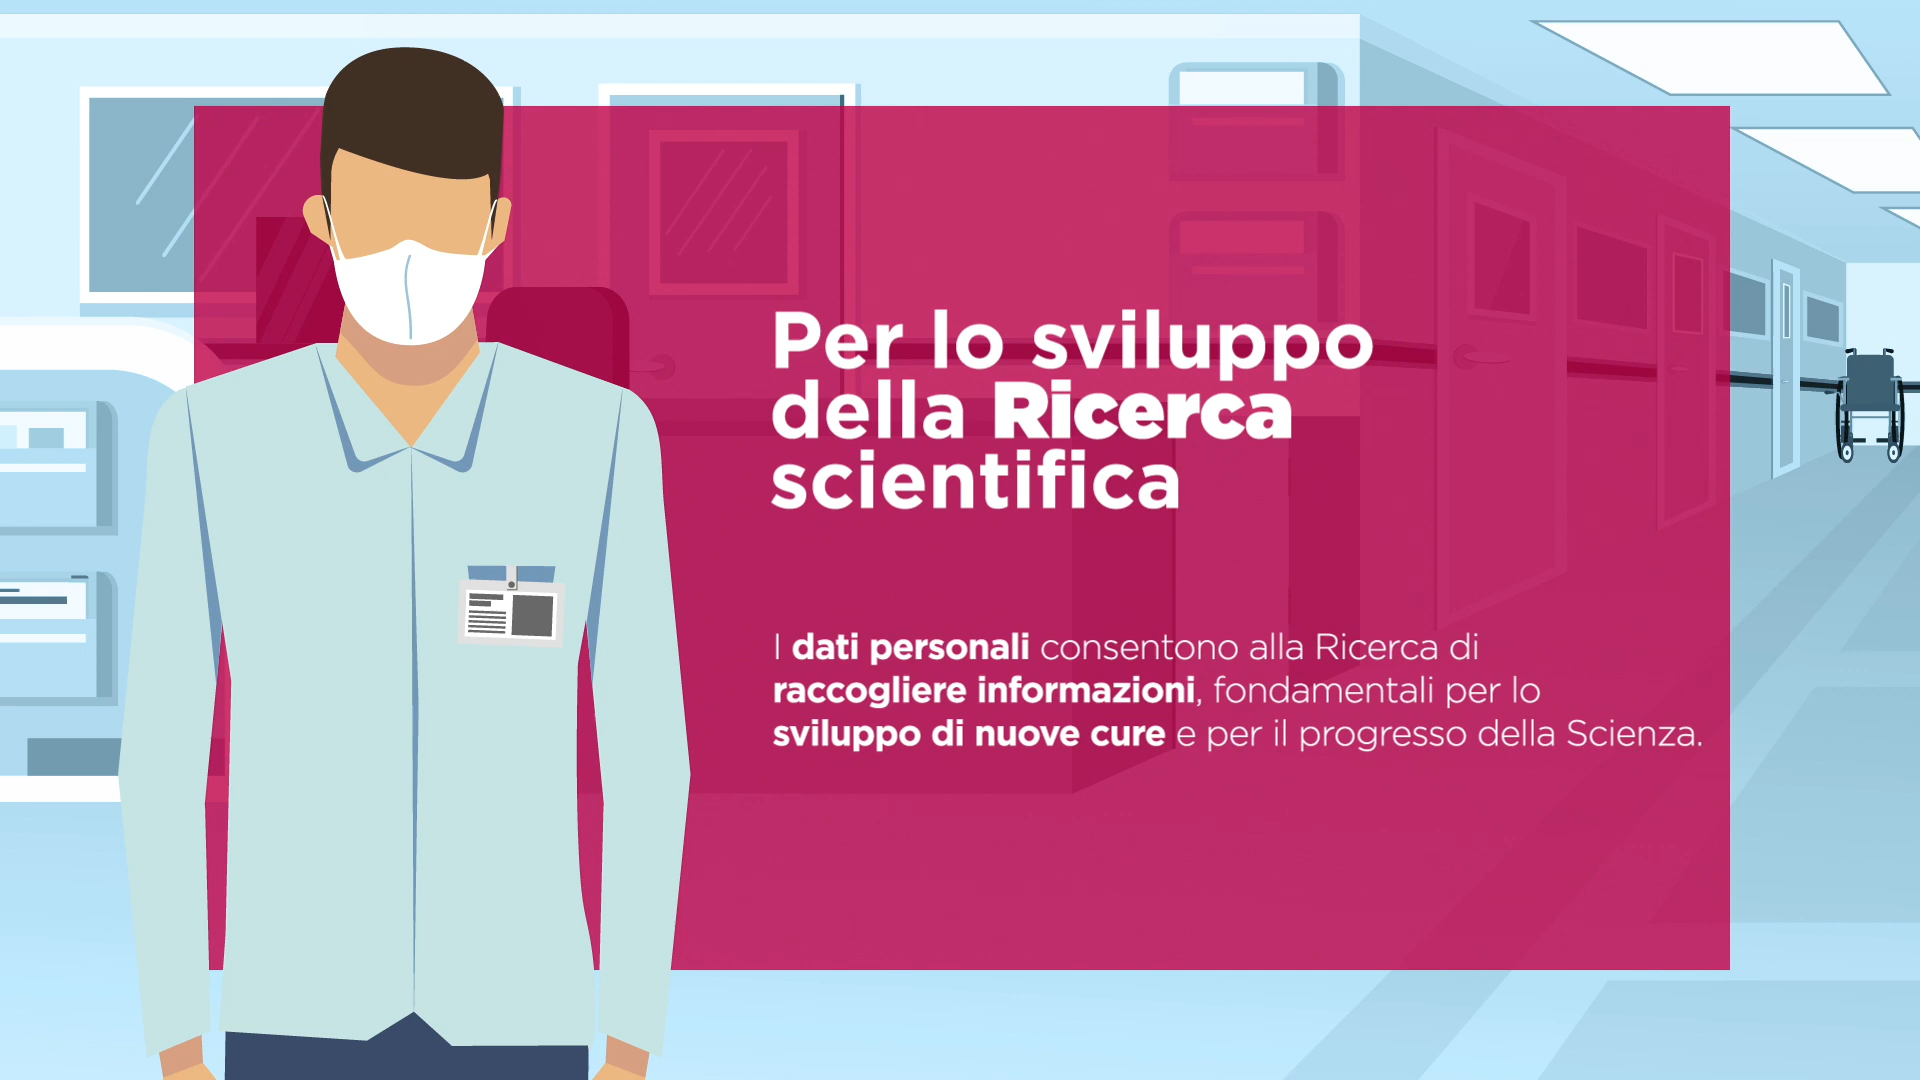 Per lo sviluppo
della Ricerca
scientifica
I dati personali consentono alla Ricerca di
raccogliere informazioni, fondamentali per lo
sviluppo di nuove cure e per il progresso della Scienza.